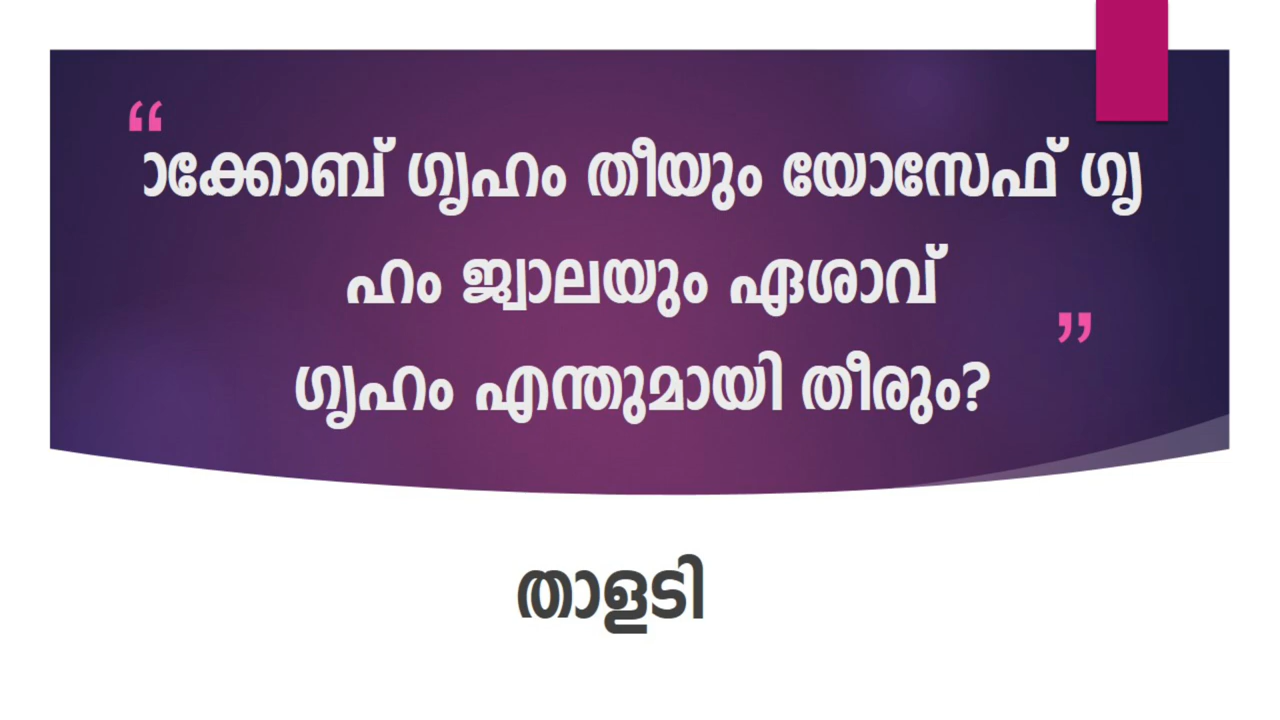 “
ാക്കോബ് ഗൃഹം തീയും യോസേഫ് ഗൃ
ഹം ജ്വാലയും ഏശാവ്
”
ഗൃഹം എന്തുമായി തീരും?
താളടി